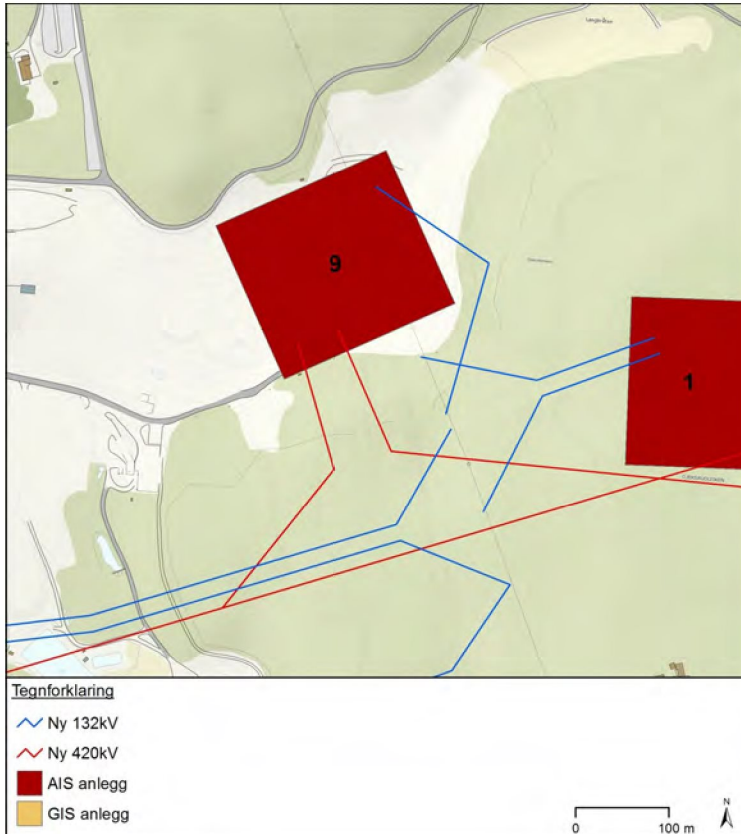 9
1
Tegnforklaring
Ny 132kV
Ny 420kV
AIS anlegg
GIS anlegg
N
0 100 m